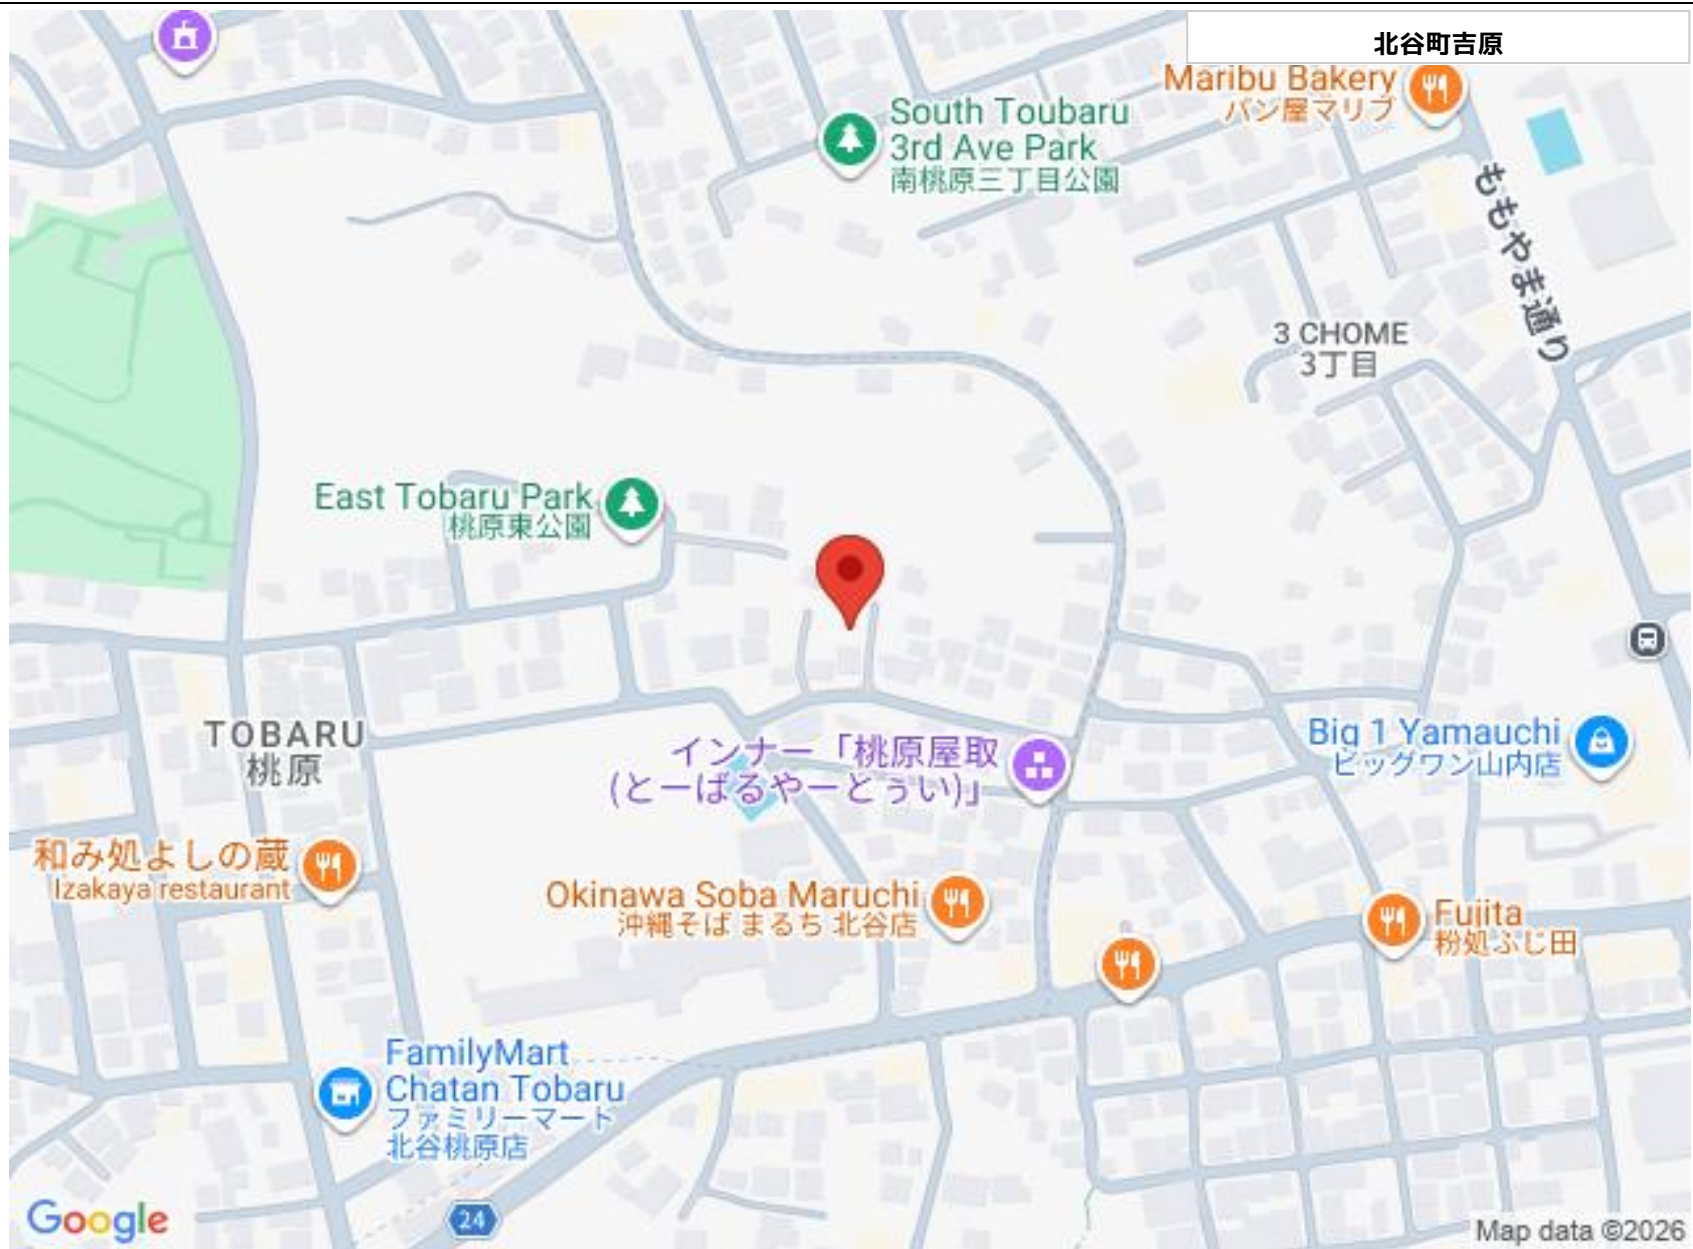 北谷町吉原
Maribu Bakery
パン屋マリブ
South Toubaru
3rd Ave Park
南桃原三丁目公園
ももやま通り
3 CHOME
3丁目
East Tobaru Park
桃原東公園
TOBARU
桃原
インナー「桃原屋取
(とーばるやーとぅい)」
Big 1 Yamauchi
ビッグワン山内店
和み処よしの蔵
Izakaya restaurant
Okinawa Soba Maruchi
沖縄そば まるち 北谷店
Fujita
粉処ふじ田
FamilyMart
Chatan Tobaru
ファミリーマート
北谷桃原店
24
Google
Map data ©2026